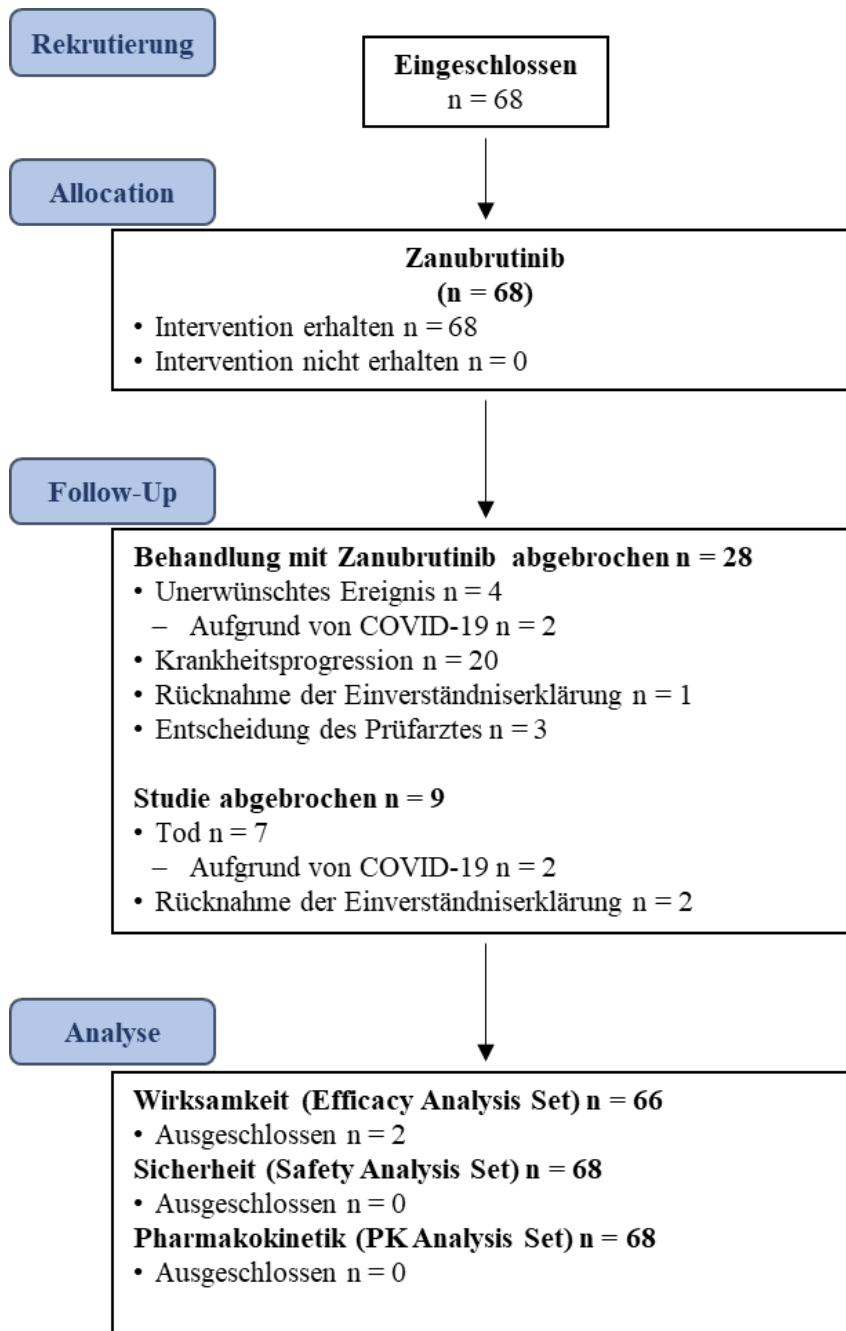 Rekrutierung
Eingeschlossen
n = 68
Allocation
Zanubrutinib
(n = 68)
• Intervention erhalten n = 68
• Intervention nicht erhalten n = 0
Follow-Up
Behandlung mit Zanubrutinib abgebrochen n = 28
• Unerwünschtes Ereignis n = 4
– Aufgrund von COVID-19 n = 2
• Krankheitsprogression n = 20
• Rücknahme der Einverständniserklärung n = 1
• Entscheidung des Prüfarztes n = 3
Studie abgebrochen n = 9
• Tod n = 7
– Aufgrund von COVID-19 n = 2
• Rücknahme der Einverständniserklärung n = 2
Analyse
Wirksamkeit (Efficacy Analysis Set) n = 66
• Ausgeschlossen n = 2
Sicherheit (Safety Analysis Set) n = 68
• Ausgeschlossen n = 0
Pharmakokinetik (PK Analysis Set) n = 68
• Ausgeschlossen n = 0